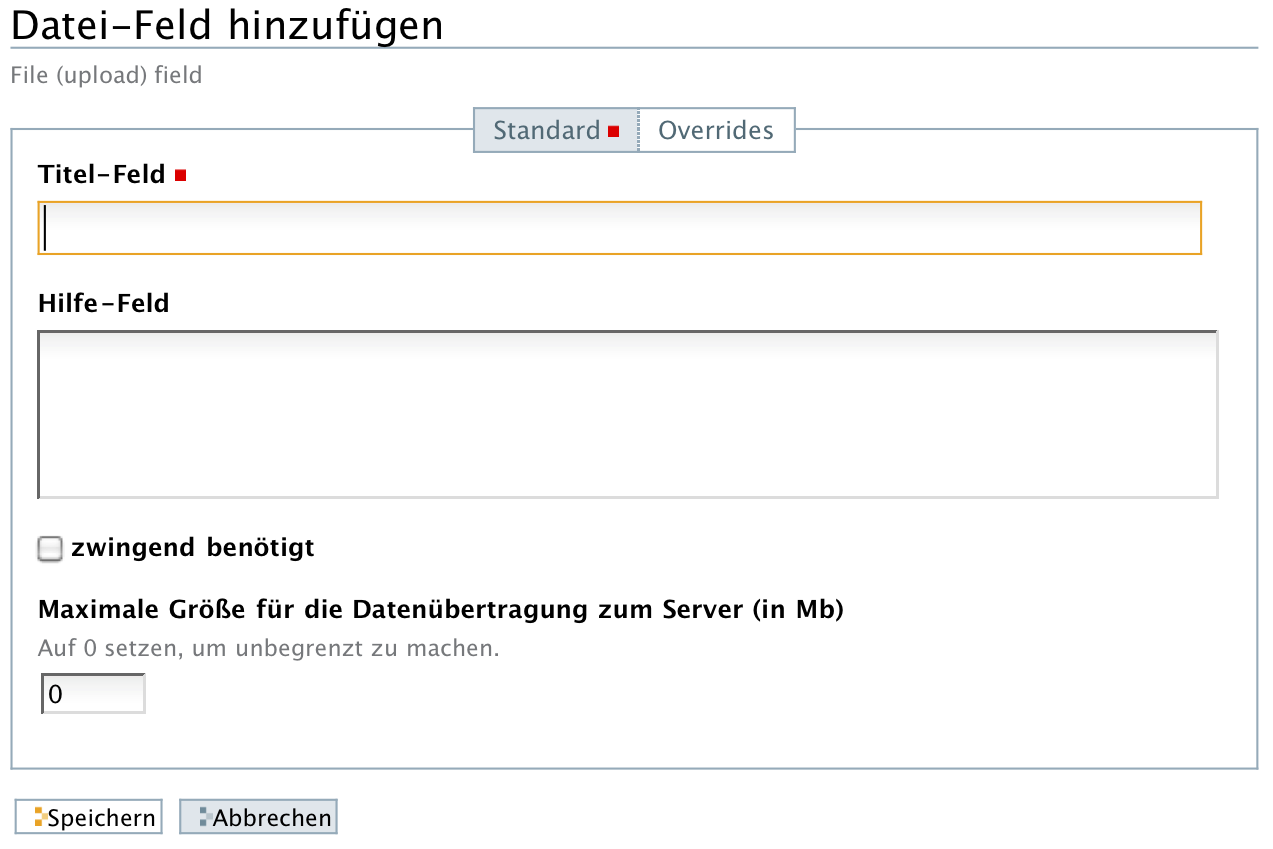 Datei-Feld hinzufügen
File (upload) field
Standard Overrides
Titel-Feld
Hilfe-Feld
zwingend benötigt
Maximale Größe für die Datenübertragung zum Server (in Mb)
Auf 0 setzen, um unbegrenzt zu machen.
0
Speichern Abbrechen